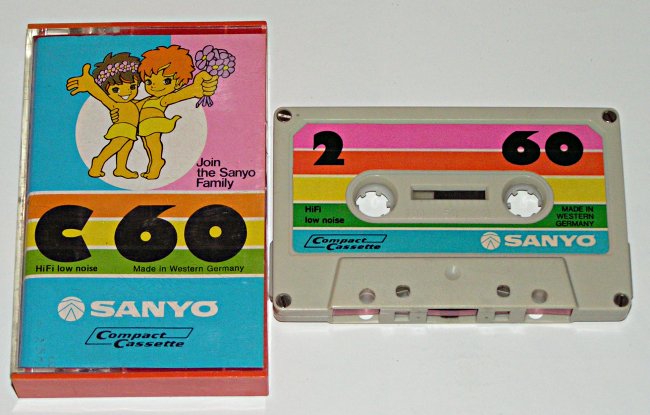 Join
the Sanyo
Family
C 60
HiFi low noise Made in Western Germany
SANYO
Compact
Cassette
2 60
HiFi
low noise
MADE IN
WESTERN
GERMANY
Compact
Cassette
SANYO